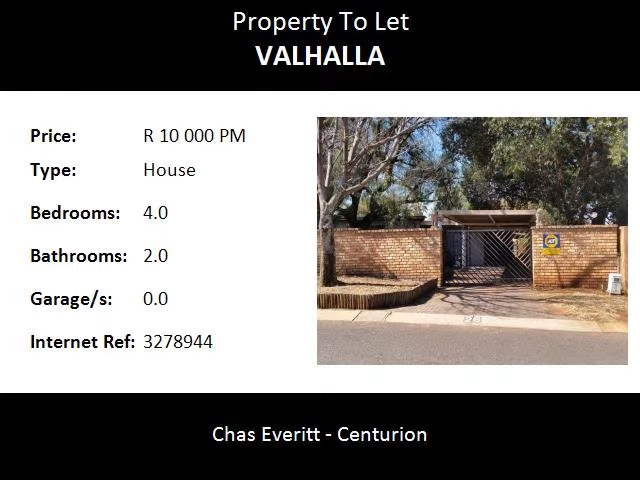 Property To Let
VALHALLA
Price: R 10 000 PM
Type: House
Bedrooms: 4.0
Bathrooms: 2.0
Garage/s: 0.0
Internet Ref: 3278944
Chas Everitt - Centurion